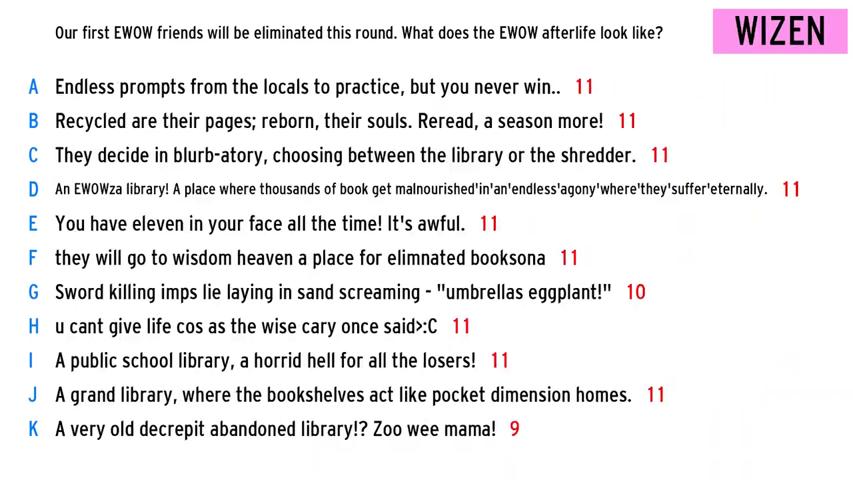 Our first EWOW friends will be eliminated this round. What does the EWOW afterlife look like?
WIZEN
A Endless prompts from the locals to practice, but you never win.. 11
B Recycled are their pages; reborn, their souls. Reread, a season more! 11
C They decide in blurb-atory, choosing between the library or the shredder. 11
D An EWOWza library! A place where thousands of book get malnourished'in'an'endless'agony'where'they'suffer'eternally. 11
E You have eleven in your face all the time! It's awful. 11
F they will go to wisdom heaven a place for elimnated booksona 11
G Sword killing imps lie laying in sand screaming - "umbrellas eggplant!" 10
H u cant give life cos as the wise cary once said>:C 11
I A public school library, a horrid hell for all the losers! 11
J A grand library, where the bookshelves act like pocket dimension homes. 11
K A very old decrepit abandoned library!? Zoo wee mama! 9